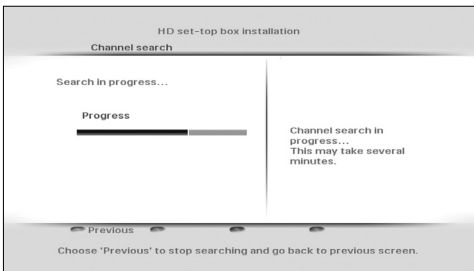 HD set-top box installation
Channel search
Search in progress...
Progress
Channel search in
progress...
This may take several
minutes.
Previous
Choose 'Previous' to stop searching and go back to previous screen.